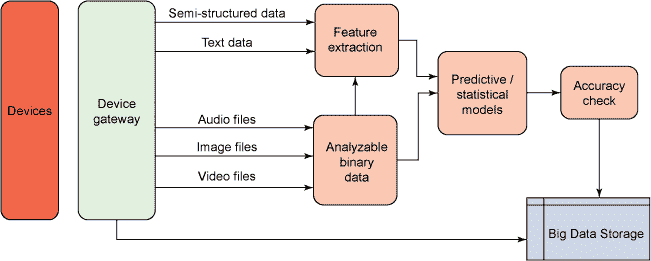 Devices
Device
gateway
Semi-structured data
Text data
Audio files
Image files
Video files
Feature
extraction
Analyzable
binary
data
Predictive /
statistical
models
Accuracy
check
Big Data Storage